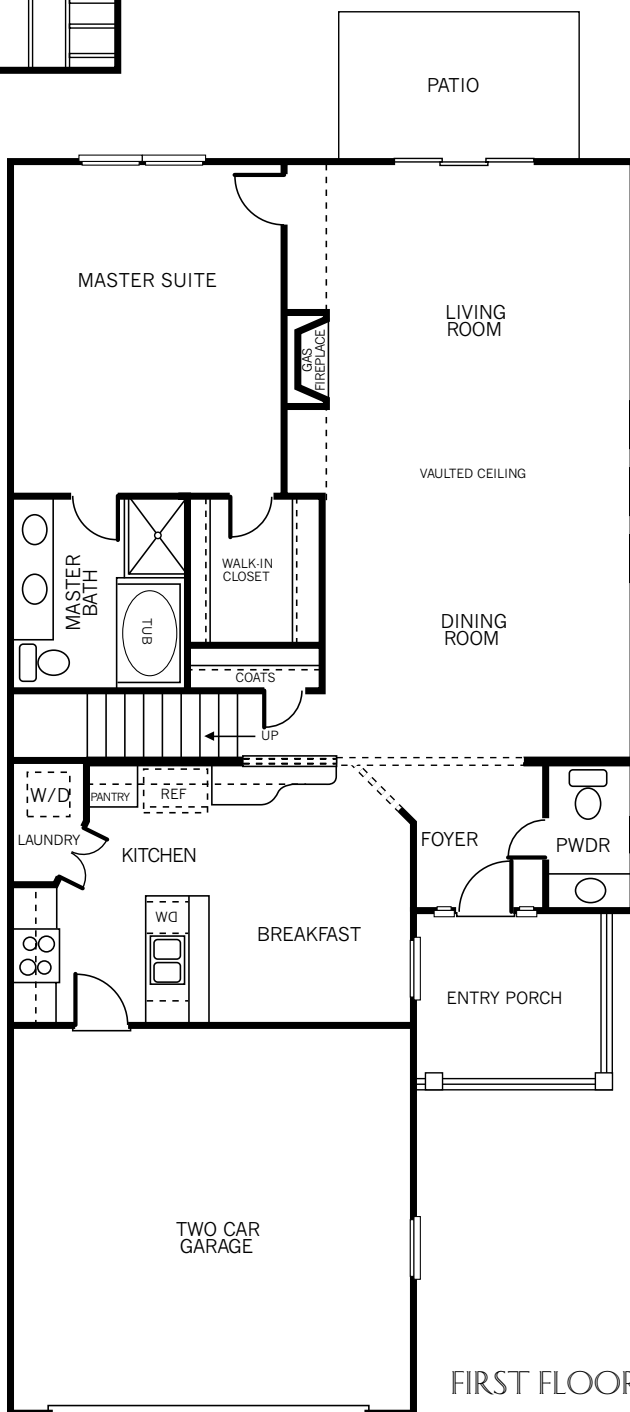 PATIO
MASTER SUITE
LIVING
ROOM
GAS
FIREPLACE
VAULTED CEILING
WALK-IN
CLOSET
MASTER
BATH
TUB
DINING
ROOM
COATS
UP
W/D
PANTRY
REF
LAUNDRY
KITCHEN
FOYER
PWDR
DW
BREAKFAST
ENTRY PORCH
TWO CAR
GARAGE
FIRST FLOOR